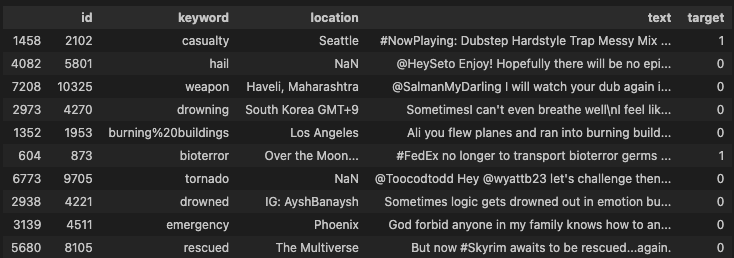 id keyword location text target
1458 2102 casualty Seattle #NowPlaying: Dubstep Hardstyle Trap Messy Mix ... 1
4082 5801 hail NaN @HeySeto Enjoy! Hopefully there will be no epi... 0
7208 10325 weapon Haveli, Maharashtra @SalmanMyDarling I will watch your dub again i... 0
2973 4270 drowning South Korea GMT+9 SometimesI can't even breathe well\nI feel lik... 0
1352 1953 burning%20buildings Los Angeles Ali you flew planes and ran into burning build... 0
604 873 bioterror Over the Moon... #FedEx no longer to transport bioterror germs ... 1
6773 9705 tornado NaN @Toocodtodd Hey @wyattb23 let's challenge then... 0
2938 4221 drowned IG: AyshBanaysh Sometimes logic gets drowned out in emotion bu... 0
3139 4511 emergency Phoenix God forbid anyone in my family knows how to an... 0
5680 8105 rescued The Multiverse But now #Skyrim awaits to be rescued...again. 0